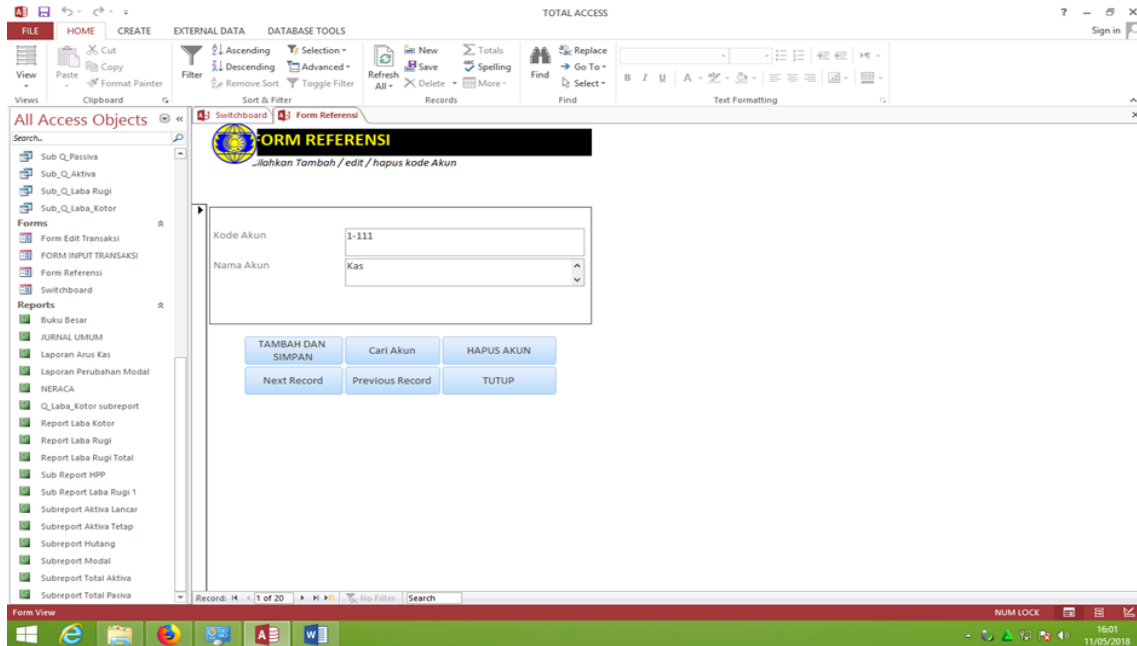 TOTAL ACCESS
FILE HOME CREATE EXTERNAL DATA DATABASE TOOLS Sign in
View
Paste
Cut
Copy
Format Painter
Filter
Ascending
Descending
Remove Sort
Selection
Advanced
Toggle Filter
Refresh All
New
Save
Delete
Totals
Spelling
More
Find
Replace
Go To
Select
B I U A
Views Clipboard Sort & Filter Records Find Text Formatting
All Access Objects
Search...
Sub Q_Passiva
Sub_Q_Aktiva
Sub_Q_Laba Rugi
Sub_Q_Laba_Kotor
Forms
Form Edit Transaksi
FORM INPUT TRANSAKSI
Form Referensi
Switchboard
Reports
Buku Besar
JURNAL UMUM
Laporan Arus Kas
Laporan Perubahan Modal
NERACA
Q_Laba_Kotor subreport
Report Laba Kotor
Report Laba Rugi
Report Laba Rugi Total
Sub Report HPP
Sub Report Laba Rugi 1
Subreport Aktiva Lancar
Subreport Aktiva Tetap
Subreport Hutang
Subreport Modal
Subreport Total Aktiva
Subreport Total Pasiva
Switchboard Form Referensi
FORM REFERENSI
Silahkan Tambah / edit / hapus kode Akun
Kode Akun 1-111
Nama Akun Kas
TAMBAH DAN SIMPAN
Cari Akun
HAPUS AKUN
Next Record
Previous Record
TUTUP
Record: 1 of 20 No Filter Search
Form View NUM LOCK
16:01
11/05/2018